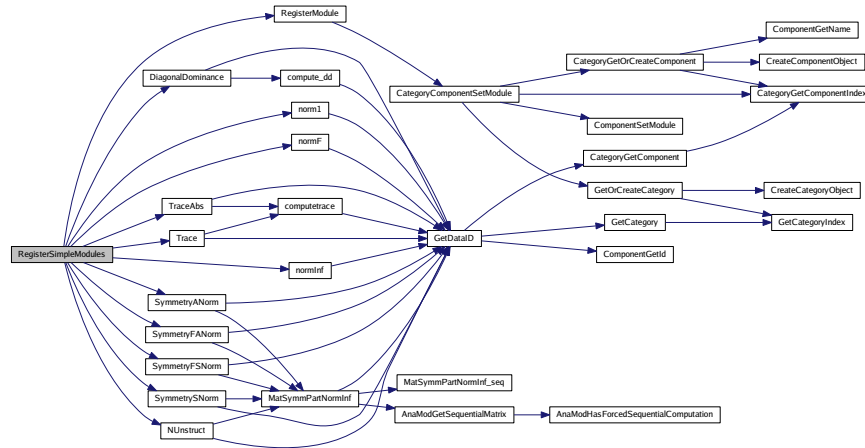 RegisterModule
ComponentGetName
CategoryGetOrCreateComponent
CreateComponentObject
DiagonalDominance
compute_dd
CategoryComponentSetModule
CategoryGetComponentIndex
norm1
ComponentSetModule
normF
CategoryGetComponent
GetOrCreateCategory
CreateCategoryObject
TraceAbs
computetrace
GetCategory
GetCategoryIndex
Trace
GetDataID
RegisterSimpleModules
ComponentGetId
normInf
SymmetryANorm
SymmetryFANorm
SymmetryFSNorm
MatSymmPartNormInf_seq
SymmetrySNorm
MatSymmPartNormInf
AnaModGetSequentialMatrix
AnaModHasForcedSequentialComputation
NUnstruct